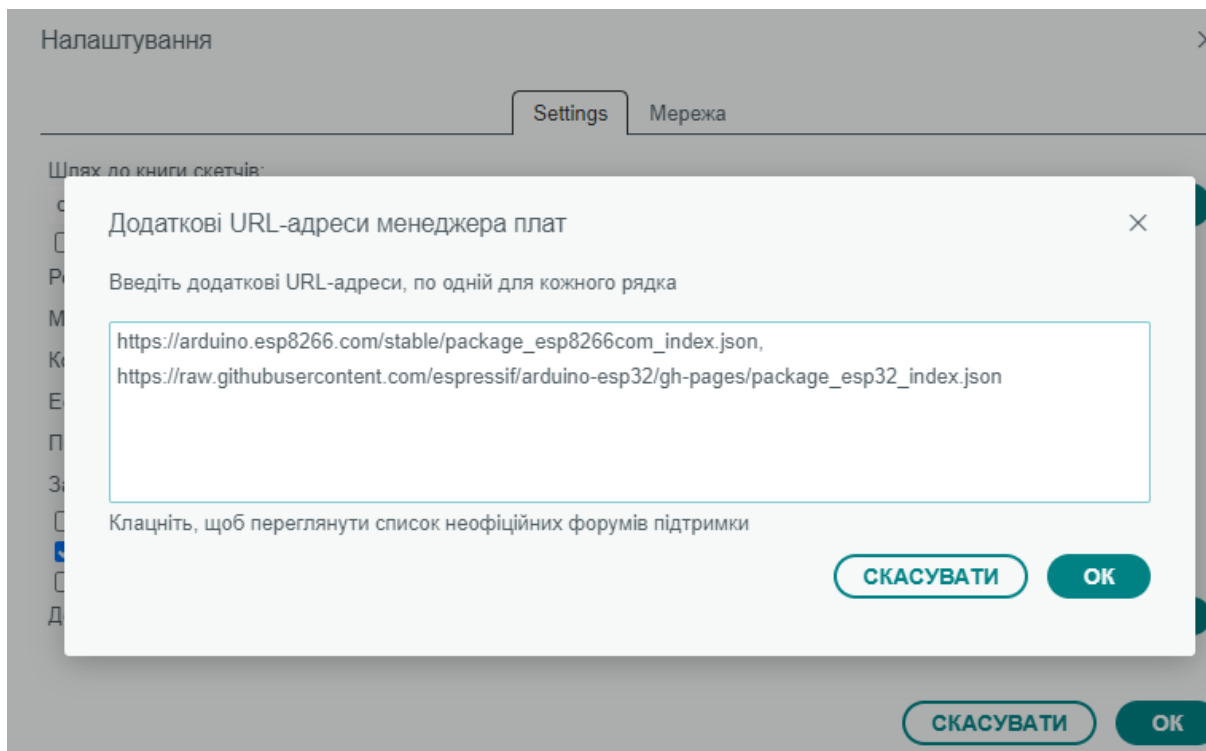 Налаштування
Settings
Мережа
Шлях до книги скетчів:
Додаткові URL-адреси менеджера плат
Введіть додаткові URL-адреси, по одній для кожного рядка
https://arduino.esp8266.com/stable/package_esp8266com_index.json,
https://raw.githubusercontent.com/espressif/arduino-esp32/gh-pages/package_esp32_index.json
Клацніть, щоб переглянути список неофіційних форумів підтримки
СКАСУВАТИ
ОК
СКАСУВАТИ
ОК